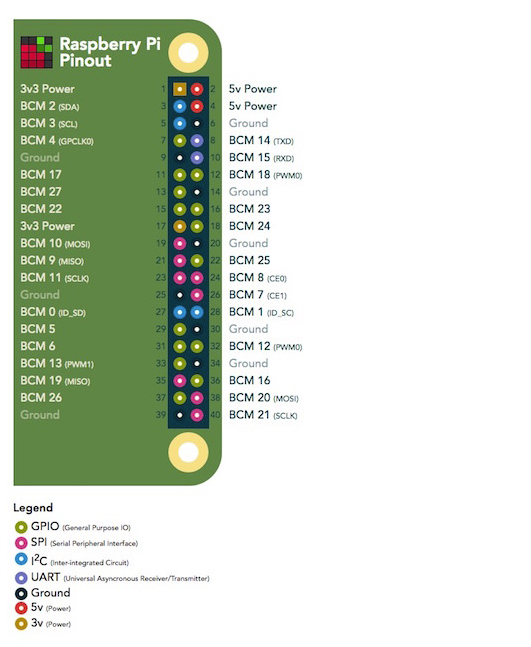 Raspberry Pi
Pinout
3v3 Power 1 2 5v Power
BCM 2 (SDA) 3 4 5v Power
BCM 3 (SCL) 5 6 Ground
BCM 4 (GPCLK0) 7 8 BCM 14 (TXD)
Ground 9 10 BCM 15 (RXD)
BCM 17 11 12 BCM 18 (PWM0)
BCM 27 13 14 Ground
BCM 22 15 16 BCM 23
3v3 Power 17 18 BCM 24
BCM 10 (MOSI) 19 20 Ground
BCM 9 (MISO) 21 22 BCM 25
BCM 11 (SCLK) 23 24 BCM 8 (CE0)
Ground 25 26 BCM 7 (CE1)
BCM 0 (ID_SD) 27 28 BCM 1 (ID_SC)
BCM 5 29 30 Ground
BCM 6 31 32 BCM 12 (PWM0)
BCM 13 (PWM1) 33 34 Ground
BCM 19 (MISO) 35 36 BCM 16
BCM 26 37 38 BCM 20 (MOSI)
Ground 39 40 BCM 21 (SCLK)
Legend
GPIO (General Purpose IO)
SPI (Serial Peripheral Interface)
I²C (Inter-integrated Circuit)
UART (Universal Asyncronous Receiver/Transmitter)
Ground
5v (Power)
3v (Power)